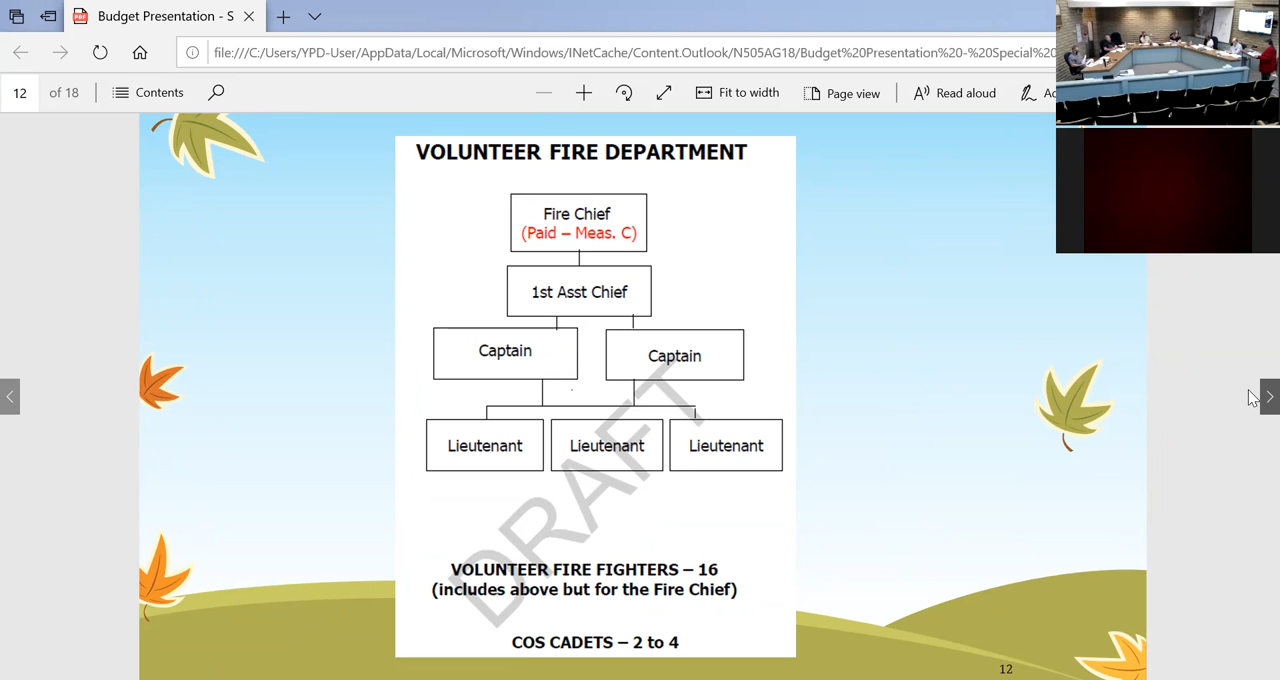 Budget Presentation - S
file:///C:/Users/YPD-User/AppData/Local/Microsoft/Windows/INetCache/Content.Outlook/N505AG18/Budget%20Presentation%20-%20Special%20
12 of 18
Contents
Fit to width
Page view
Read aloud
VOLUNTEER FIRE DEPARTMENT
Fire Chief
(Paid – Meas. C)
1st Asst Chief
Captain
Captain
Lieutenant
Lieutenant
Lieutenant
DRAFT
VOLUNTEER FIRE FIGHTERS – 16
(includes above but for the Fire Chief)
COS CADETS – 2 to 4
12